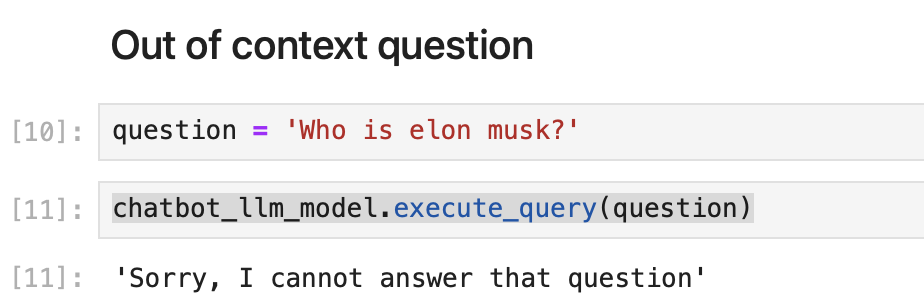 Out of context question
[10]: question = 'Who is elon musk?'
[11]: chatbot_llm_model.execute_query(question)
[11]: 'Sorry, I cannot answer that question'